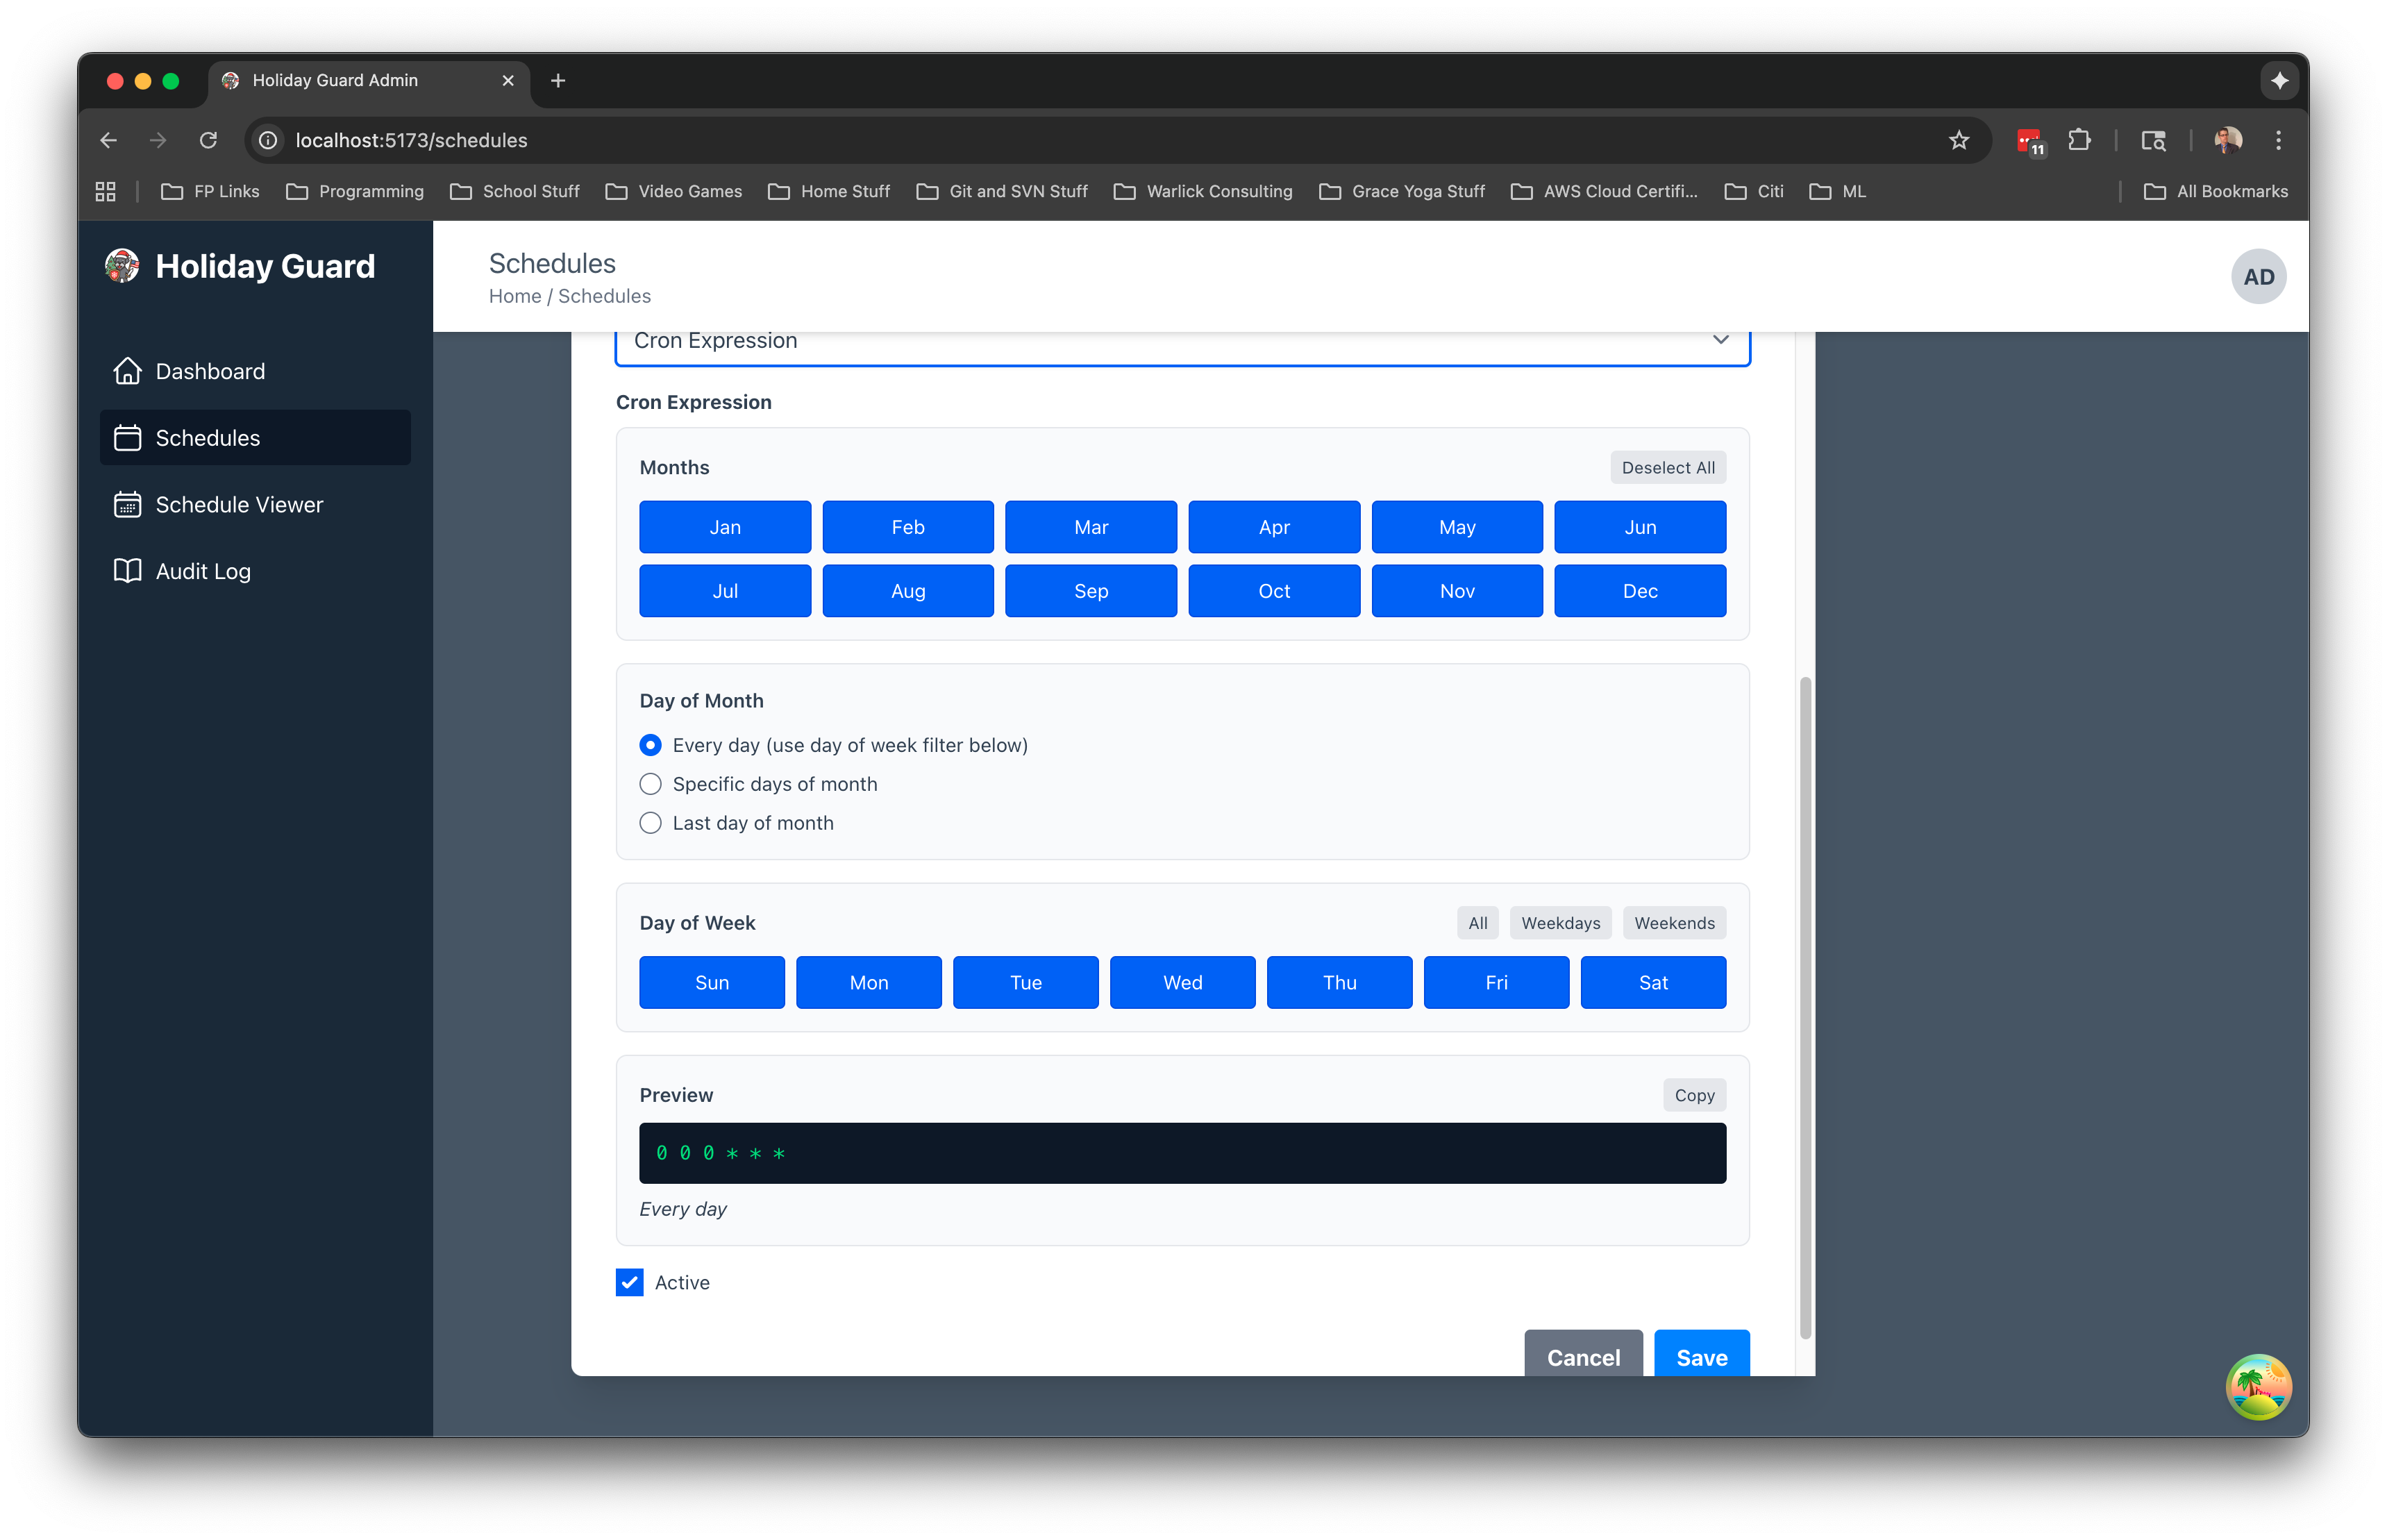 Holiday Guard Admin
localhost:5173/schedules
11
FP Links Programming School Stuff Video Games Home Stuff Git and SVN Stuff Warlick Consulting Grace Yoga Stuff AWS Cloud Certifi... Citi ML All Bookmarks
Holiday Guard
Dashboard
Schedules
Schedule Viewer
Audit Log
Schedules
Home / Schedules
AD
Cron Expression
Cron Expression
Months Deselect All
Jan Feb Mar Apr May Jun
Jul Aug Sep Oct Nov Dec
Day of Month
Every day (use day of week filter below)
Specific days of month
Last day of month
Day of Week All Weekdays Weekends
Sun Mon Tue Wed Thu Fri Sat
Preview Copy
0 0 0 * * *
Every day
Active
Cancel Save